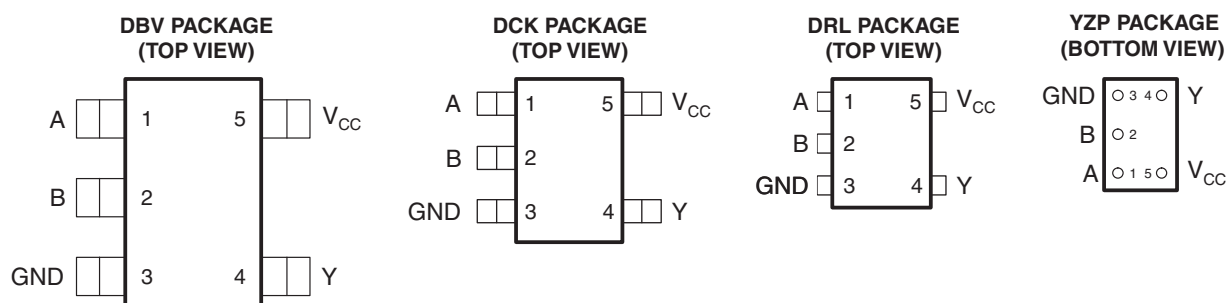 DBV PACKAGE
(TOP VIEW)
A 1 5 VCC
B 2
GND 3 4 Y
DCK PACKAGE
(TOP VIEW)
A 1 5 VCC
B 2
GND 3 4 Y
DRL PACKAGE
(TOP VIEW)
A 1 5 VCC
B 2
GND 3 4 Y
YZP PACKAGE
(BOTTOM VIEW)
GND 3 4 Y
B 2
A 1 5 VCC